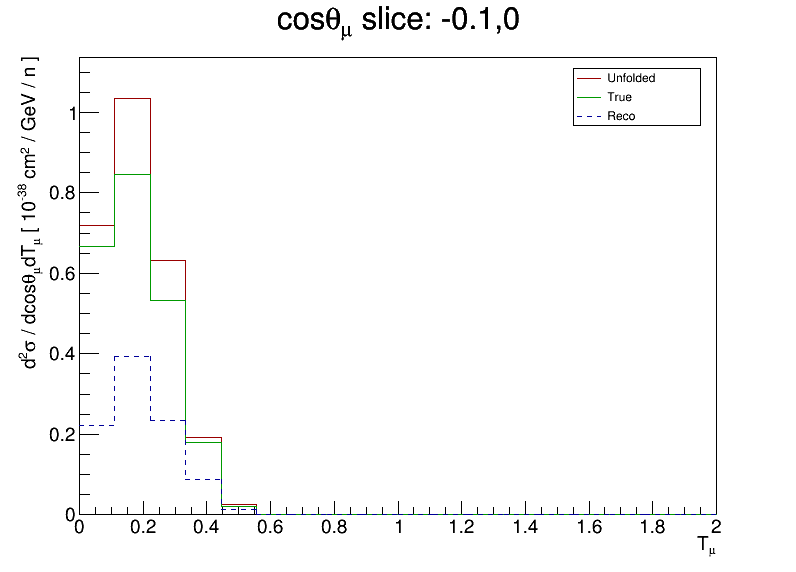 cosθμ slice: -0.1,0
d²σ / dcosθμdTμ [ 10⁻³⁸ cm² / GeV / n ]
Unfolded
True
Reco
1
0.8
0.6
0.4
0.2
0
0 0.2 0.4 0.6 0.8 1 1.2 1.4 1.6 1.8 2
Tμ